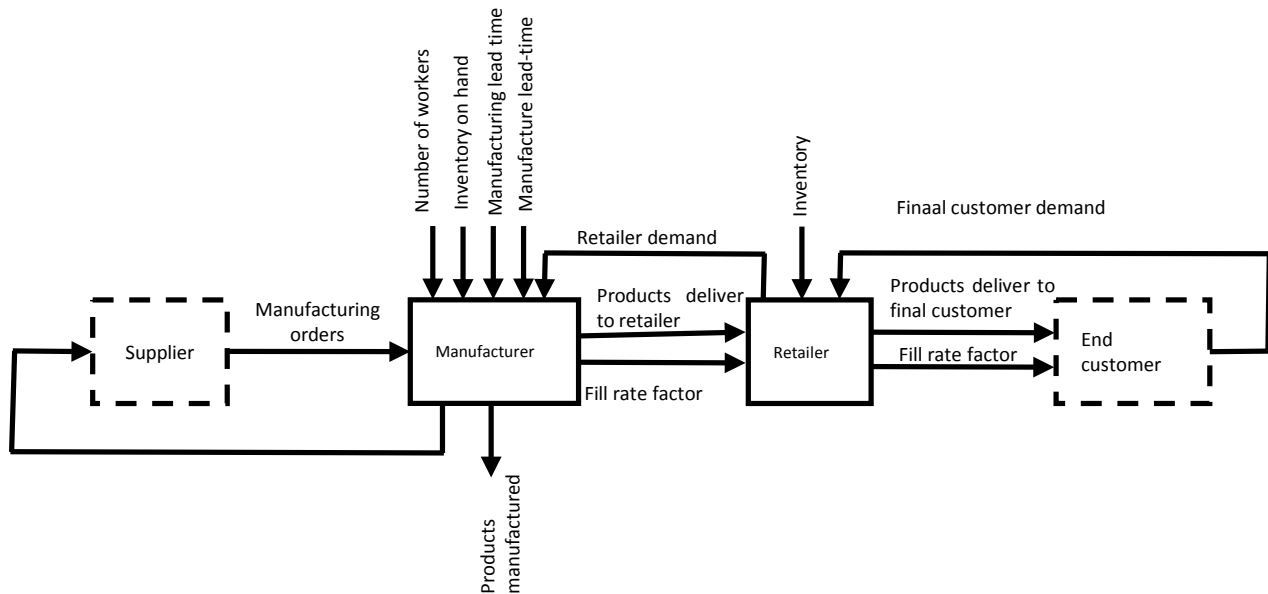 Number of workers
Inventory on hand
Manufacturing lead time
Manufacture lead-time
Inventory
Finaal customer demand
Retailer demand
Manufacturing
orders
Products deliver
to retailer
Products deliver to
final customer
Supplier
Manufacturer
Retailer
End
customer
Fill rate factor
Fill rate factor
Products
manufactured